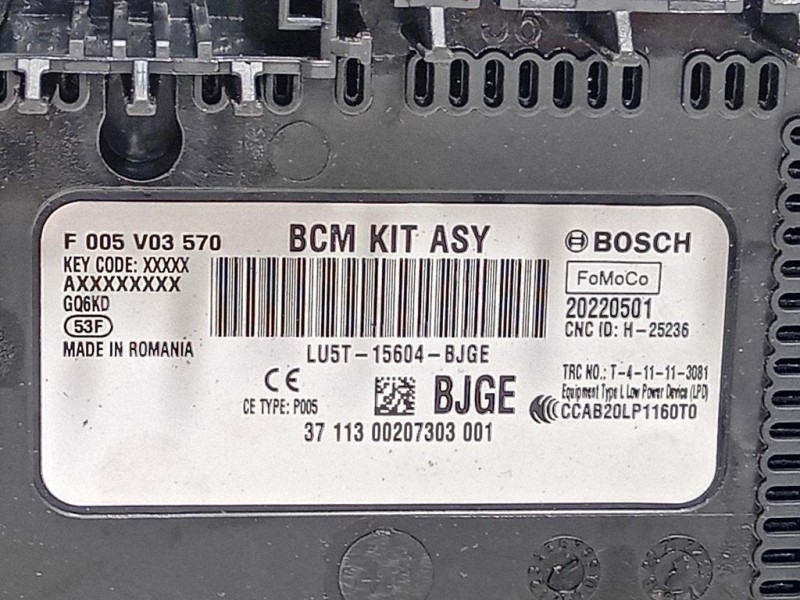 F 005 V03 570
BCM KIT ASY
BOSCH
KEY CODE: XXXXX
AXXXXXXXX
GQ6KD
53F
MADE IN ROMANIA
FoMoCo
20220501
CNC ID: H-25236
LU5T-15604-BJGE
CE
CE TYPE: P005
BJGE
TRC NO.: T-4-11-11-3081
Equipment Type I, Low Power Device (LPD)
CCAB20LP1160T0
37 113 00207303 001